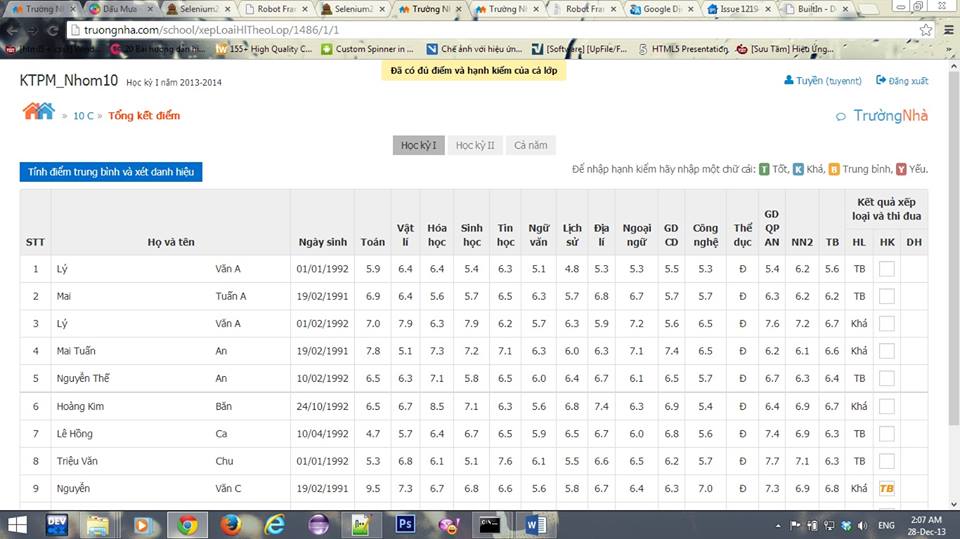 Trường N
Dấu Mưa
Selenium2
Robot Fram
Selenium2
Trường N
Trường N
Robot Fra
Google Di
Issue 1219
BuiltIn - D
truongnha.com/school/xepLoaiHlTheoLop/1486/1/1
155+ High Quality C...
Custom Spinner in ...
Chế ảnh với hiệu ứn...
[Software] [UpFile/F...
HTML5 Presentation
[Sưu Tầm] Hiệu Ứng...
KTPM_Nhom10 Học kỳ I năm 2013-2014
Đã có đủ điểm và hạnh kiểm của cả lớp
Tuyền (tuyennt) Đăng xuất
» 10 C » Tổng kết điểm
TrườngNhà
Học kỳ I Học kỳ II Cả năm
Tính điểm trung bình và xét danh hiệu
Để nhập hạnh kiểm hãy nhập một chữ cái: T Tốt, K Khá, B Trung bình, Y Yếu.
STT Họ và tên Ngày sinh Toán Vật lí Hóa học Sinh học Tin học Ngữ văn Lịch sử Địa lí Ngoại ngữ GD CD Công nghệ Thể dục GD QP AN NN2 TB Kết quả xếp loại và thi đua HL HK DH
1 Lý Văn A 01/01/1992 5.9 6.4 6.4 5.4 6.3 5.1 4.8 5.3 5.3 5.5 5.3 Đ 5.4 6.2 5.6 TB
2 Mai Tuấn A 19/02/1991 6.9 6.4 5.6 5.7 6.5 6.3 5.7 6.8 6.7 5.7 5.7 Đ 6.3 6.2 6.2 TB
3 Lý Văn A 01/02/1992 7.0 7.9 6.3 7.9 6.2 5.7 6.3 5.9 7.2 5.6 6.5 Đ 7.6 7.2 6.7 Khá
4 Mai Tuấn An 19/02/1991 7.8 5.1 7.3 7.2 7.1 6.3 6.0 6.3 7.1 7.4 6.5 Đ 6.2 6.1 6.6 Khá
5 Nguyễn Thế An 10/02/1992 6.5 6.3 7.1 5.8 6.5 6.0 6.4 6.7 6.1 6.5 5.7 Đ 6.7 6.3 6.4 TB
6 Hoàng Kim Băn 24/10/1992 6.5 6.7 8.5 7.1 6.3 5.6 6.8 7.4 6.3 6.9 5.4 Đ 6.4 6.9 6.7 Khá
7 Lê Hồng Ca 10/04/1992 4.7 5.7 6.4 6.7 6.5 5.9 6.5 6.7 6.0 6.8 5.6 Đ 7.4 6.9 6.3 TB
8 Triệu Văn Chu 01/01/1992 5.3 6.8 6.1 5.1 7.6 6.1 5.5 6.6 6.5 6.2 5.7 Đ 7.7 7.1 6.3 TB
9 Nguyễn Văn C 19/02/1991 9.5 7.3 6.7 6.8 6.6 5.6 5.8 6.7 6.4 6.3 7.0 Đ 7.3 6.9 6.8 Khá TB
ENG
2:07 AM
28-Dec-13